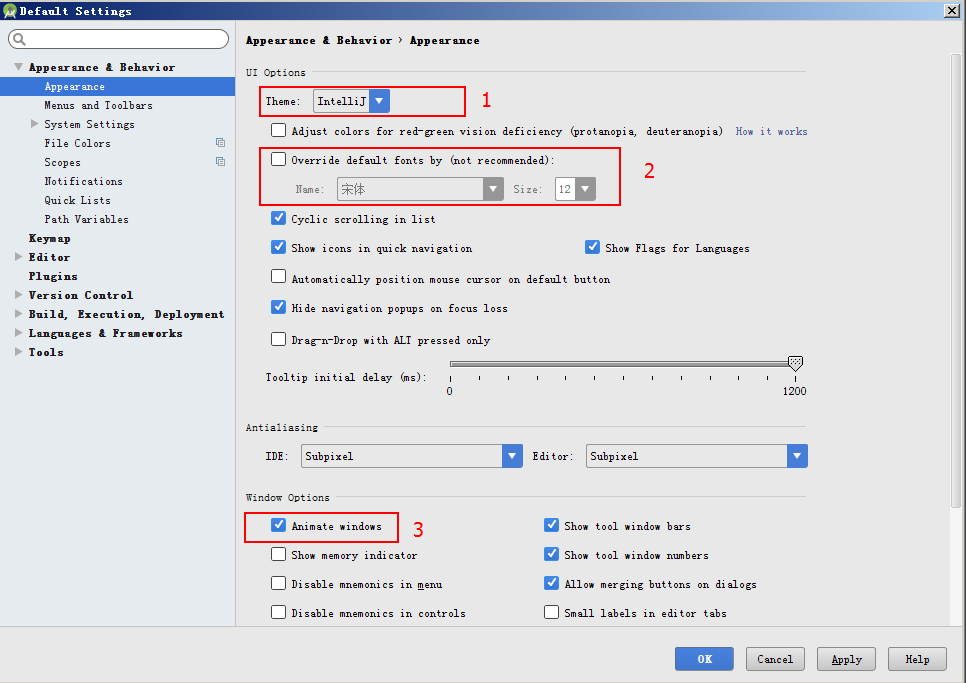 Default Settings
Appearance & Behavior › Appearance
Appearance & Behavior
Appearance
Menus and Toolbars
System Settings
File Colors
Scopes
Notifications
Quick Lists
Path Variables
Keymap
Editor
Plugins
Version Control
Build, Execution, Deployment
Languages & Frameworks
Tools
UI Options
Theme: IntelliJ 1
Adjust colors for red-green vision deficiency (protanopia, deuteranopia) How it works
Override default fonts by (not recommended): 2
Name: 宋体 Size: 12
Cyclic scrolling in list
Show icons in quick navigation Show Flags for Languages
Automatically position mouse cursor on default button
Hide navigation popups on focus loss
Drag-n-Drop with ALT pressed only
Tooltip initial delay (ms):
0 1200
Antialiasing
IDE: Subpixel Editor: Subpixel
Window Options
Animate windows 3 Show tool window bars
Show memory indicator Show tool window numbers
Disable mnemonics in menu Allow merging buttons on dialogs
Disable mnemonics in controls Small labels in editor tabs
OK Cancel Apply Help